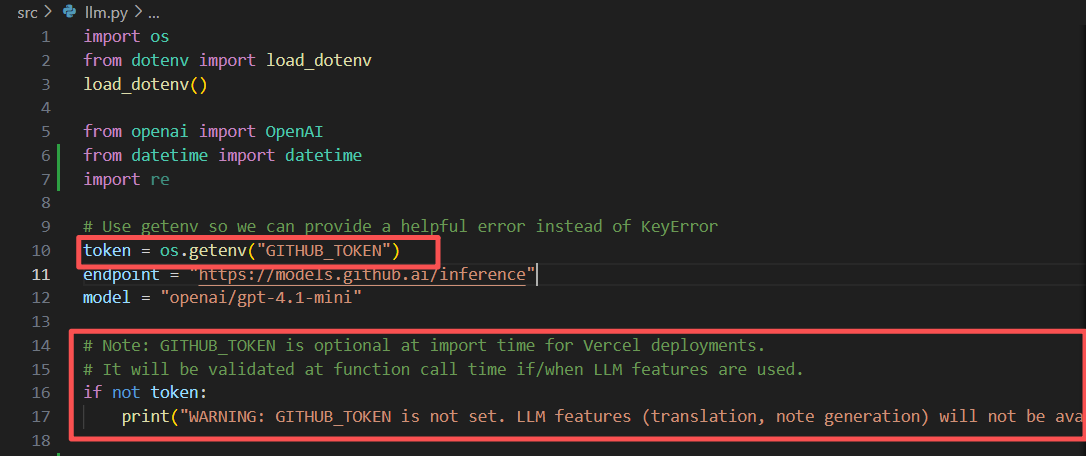 src > llm.py > ...
1 import os
2 from dotenv import load_dotenv
3 load_dotenv()
4
5 from openai import OpenAI
6 from datetime import datetime
7 import re
8
9 # Use getenv so we can provide a helpful error instead of KeyError
10 token = os.getenv("GITHUB_TOKEN")
11 endpoint = "https://models.github.ai/inference"
12 model = "openai/gpt-4.1-mini"
13
14 # Note: GITHUB_TOKEN is optional at import time for Vercel deployments.
15 # It will be validated at function call time if/when LLM features are used.
16 if not token:
17     print("WARNING: GITHUB_TOKEN is not set. LLM features (translation, note generation) will not be ava
18